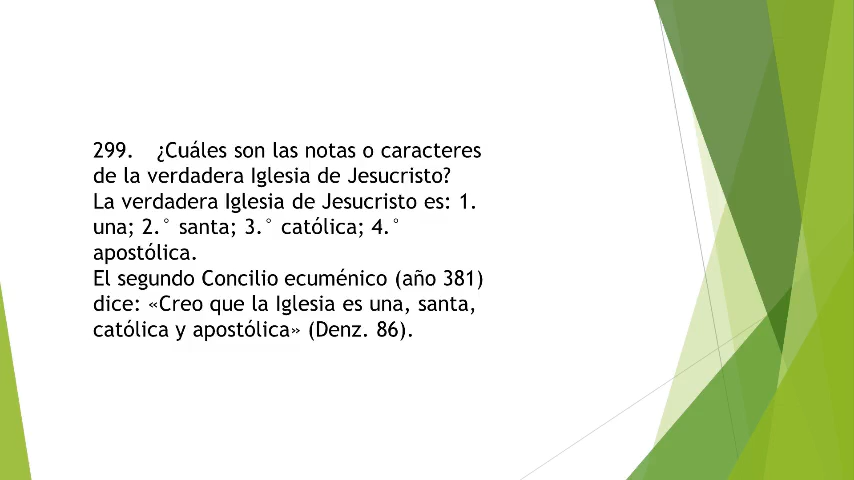 299. ¿Cuáles son las notas o caracteres
de la verdadera Iglesia de Jesucristo?
La verdadera Iglesia de Jesucristo es: 1.
una; 2.° santa; 3.° católica; 4.°
apostólica.
El segundo Concilio ecuménico (año 381)
dice: «Creo que la Iglesia es una, santa,
católica y apostólica» (Denz. 86).